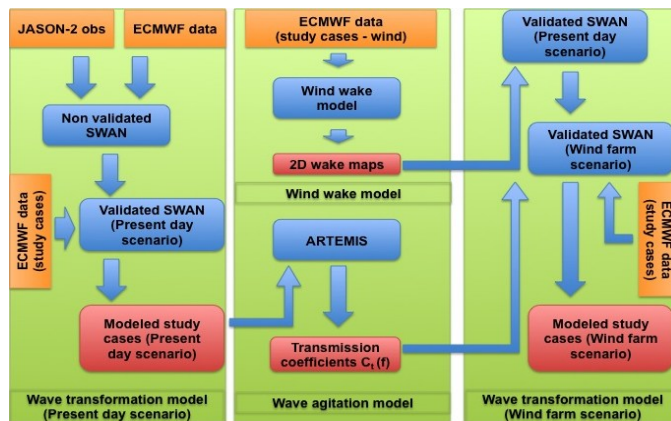 JASON-2 obs
ECMWF data
Non validated
SWAN
ECMWF data
(study cases)
Validated SWAN
(Present day
scenario)
Modeled study
cases (Present
day scenario)
Wave transformation model
(Present day scenario)
ECMWF data
(study cases - wind)
Wind wake
model
2D wake maps
Wind wake model
ARTEMIS
Transmission
coefficients Ct (f)
Wave agitation model
Validated SWAN
(Present day
scenario)
Validated SWAN
(Wind farm
scenario)
ECMWF data
(study
cases)
Modeled study
cases (Wind farm
scenario)
Wave transformation model
(Wind farm scenario)